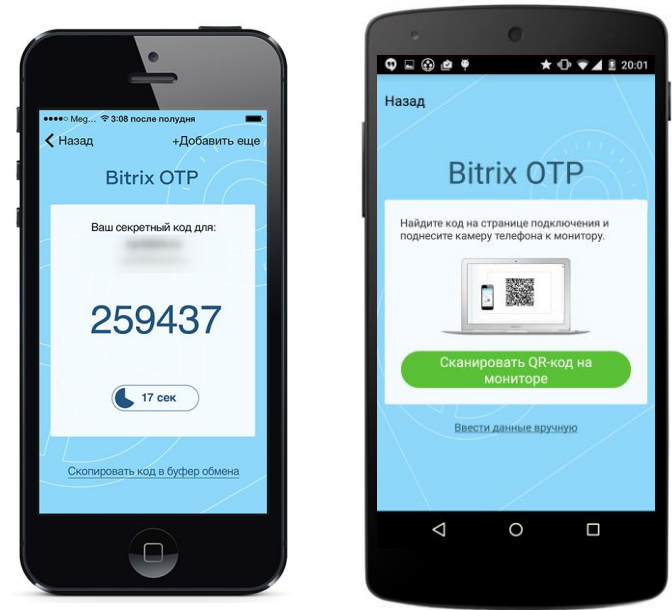 ●●●●○ Meg... 3:08 после полудня
Назад
+Добавить еще
Bitrix OTP
Ваш секретный код для:
259437
17 сек
Скопировать код в буфер обмена
20:01
Назад
Bitrix OTP
Найдите код на странице подключения и
поднесите камеру телефона к монитору.
Сканировать QR-код на
мониторе
Ввести данные вручную